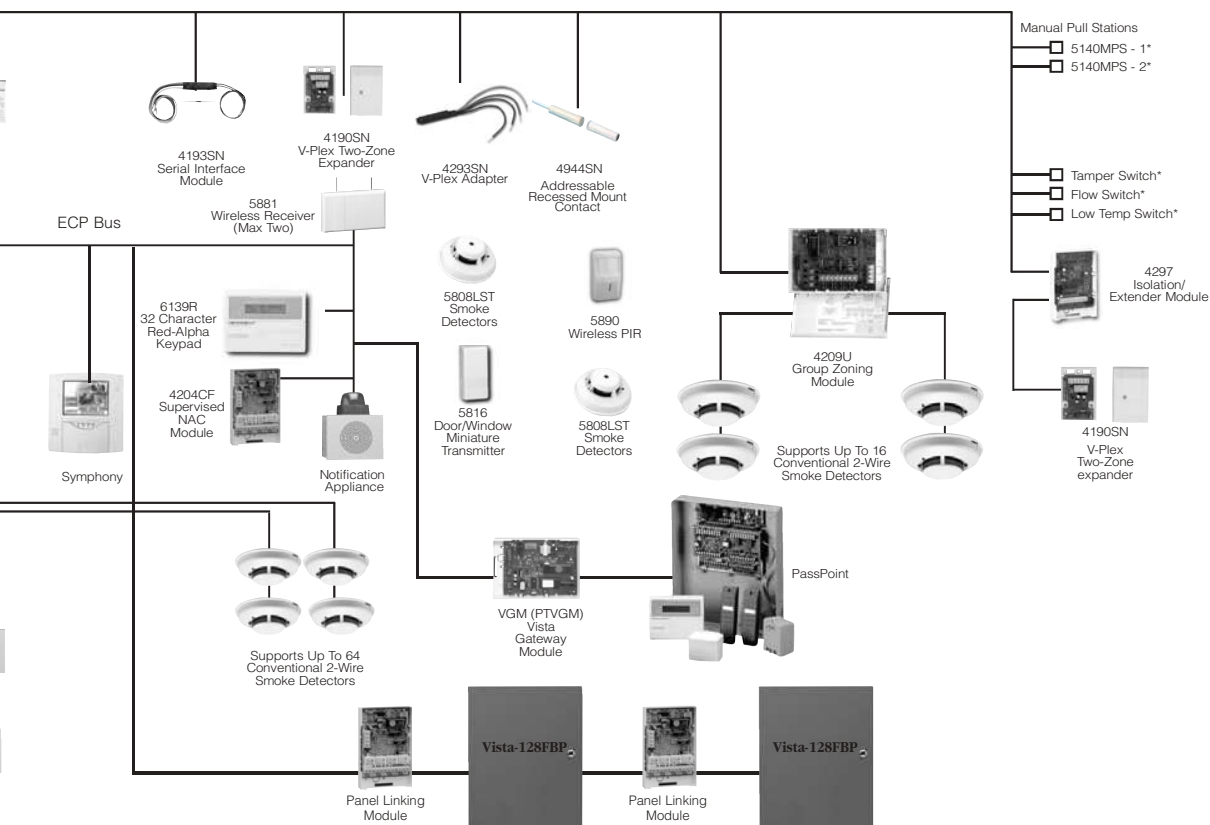 Manual Pull Stations
5140MPS - 1*
5140MPS - 2*
4193SN
Serial Interface
Module
4190SN
V-Plex Two-Zone
Expander
4293SN
V-Plex Adapter
4944SN
Addressable
Recessed Mount
Contact
Tamper Switch*
Flow Switch*
Low Temp Switch*
5881
Wireless Receiver
(Max Two)
ECP Bus
4297
Isolation/
Extender Module
6139R
32 Character
Red-Alpha
Keypad
5808LST
Smoke
Detectors
5890
Wireless PIR
4209U
Group Zoning
Module
4204CF
Supervised
NAC
Module
5816
Door/Window
Miniature
Transmitter
5808LST
Smoke
Detectors
Supports Up To 16
Conventional 2-Wire
Smoke Detectors
4190SN
V-Plex
Two-Zone
expander
Symphony
Notification
Appliance
PassPoint
VGM (PTVGM)
Vista
Gateway
Module
Supports Up To 64
Conventional 2-Wire
Smoke Detectors
Vista-128FBP
Vista-128FBP
Panel Linking
Module
Panel Linking
Module